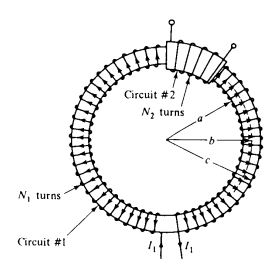 Circuit #2
N₂ turns
a
b
c
N₁ turns
Circuit #1
I₁ I₁